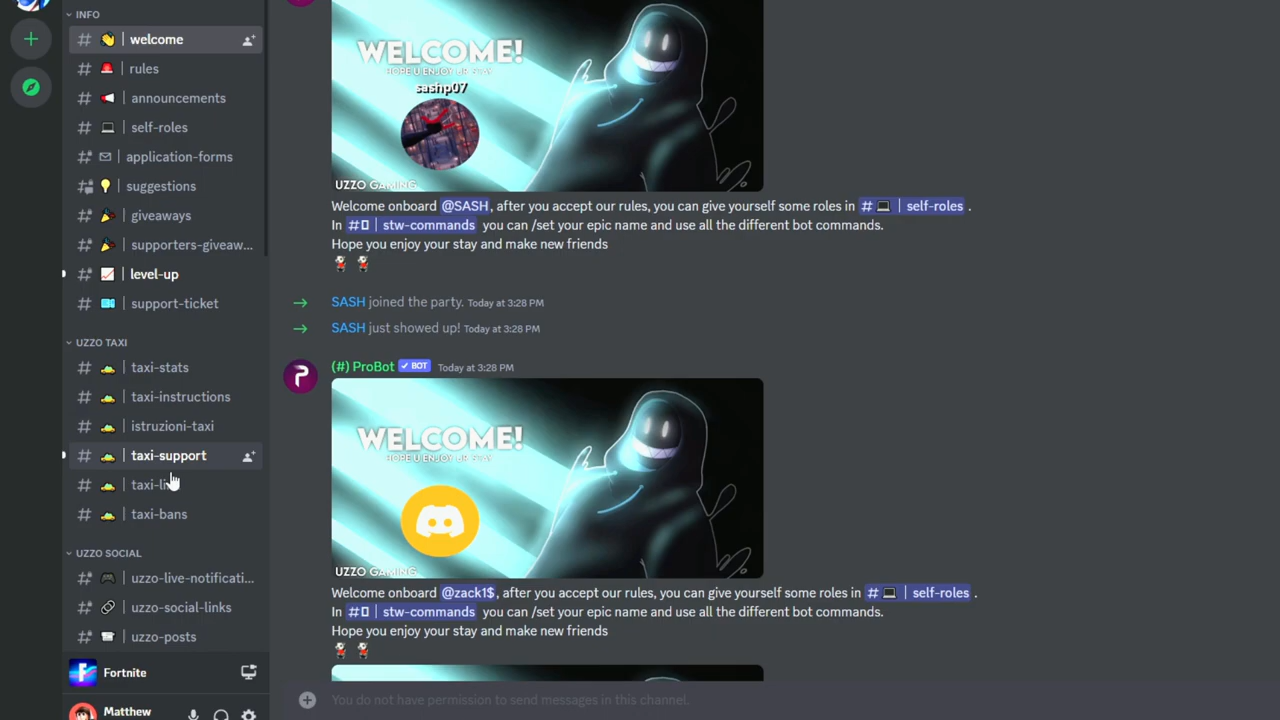 INFO
welcome
rules
announcements
self-roles
application-forms
suggestions
giveaways
supporters-giveaw...
level-up
support-ticket
UZZO TAXI
taxi-stats
taxi-instructions
istruzioni-taxi
taxi-support
taxi-bans
UZZO SOCIAL
uzzo-live-notificati...
uzzo-social-links
uzzo-posts
Fortnite
Matthew
WELCOME!
HOPE U ENJOY UR STAY
sashp07
UZZO GAMING
Welcome onboard @SASH, after you accept our rules, you can give yourself some roles in # | self-roles .
In # | stw-commands you can /set your epic name and use all the different bot commands.
Hope you enjoy your stay and make new friends
SASH joined the party. Today at 3:28 PM
SASH just showed up! Today at 3:28 PM
(#) ProBot ✔ BOT Today at 3:28 PM
WELCOME!
HOPE U ENJOY UR STAY
UZZO GAMING
Welcome onboard @zack1$, after you accept our rules, you can give yourself some roles in # | self-roles .
In # | stw-commands you can /set your epic name and use all the different bot commands.
Hope you enjoy your stay and make new friends
You do not have permission to send messages in this channel.